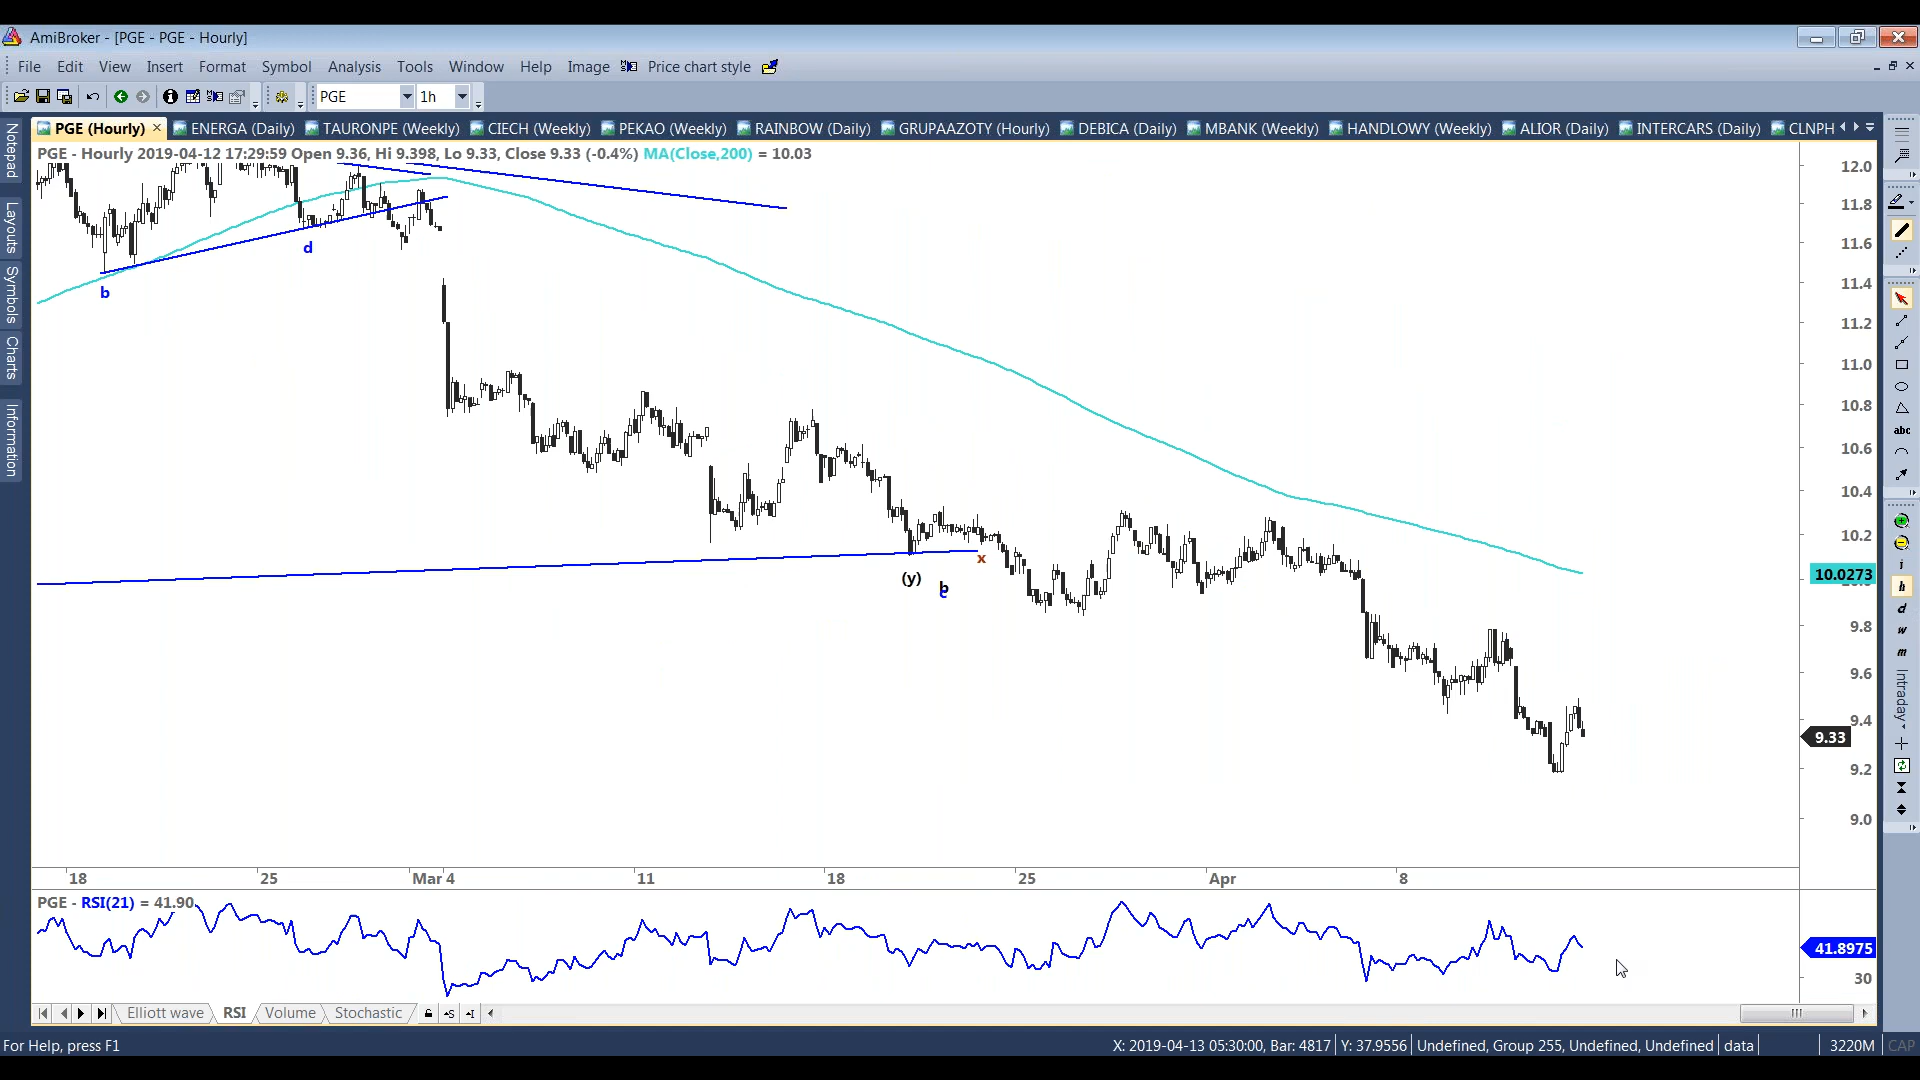 AmiBroker - [PGE - PGE - Hourly]
File Edit View Insert Format Symbol Analysis Tools Window Help Image Price chart style
PGE 1h
PGE (Hourly) ENERGA (Daily) TAURONPE (Weekly) CIECH (Weekly) PEKAO (Weekly) RAINBOW (Daily) GRUPAAZOTY (Hourly) DEBICA (Daily) MBANK (Weekly) HANDLOWY (Weekly) ALIOR (Daily) INTERCARS (Daily) CLNPH
PGE - Hourly 2019-04-12 17:29:59 Open 9.36, Hi 9.398, Lo 9.33, Close 9.33 (-0.4%) MA(Close,200) = 10.03
Notepad
Layouts
Symbols
Charts
Information
12.0
11.8
11.6
11.4
11.2
11.0
10.8
10.6
10.4
10.2
10.0273
9.8
9.6
9.4
9.33
9.2
9.0
b
d
(y)
b
x
abc
i
h
d
w
m
Intraday
18 25 Mar 4 11 18 25 Apr 8
PGE - RSI(21) = 41.90
41.8975
30
Elliott wave RSI Volume Stochastic
For Help, press F1
X: 2019-04-13 05:30:00, Bar: 4817 Y: 37.9556 Undefined, Group 255, Undefined, Undefined data 3220M CAP